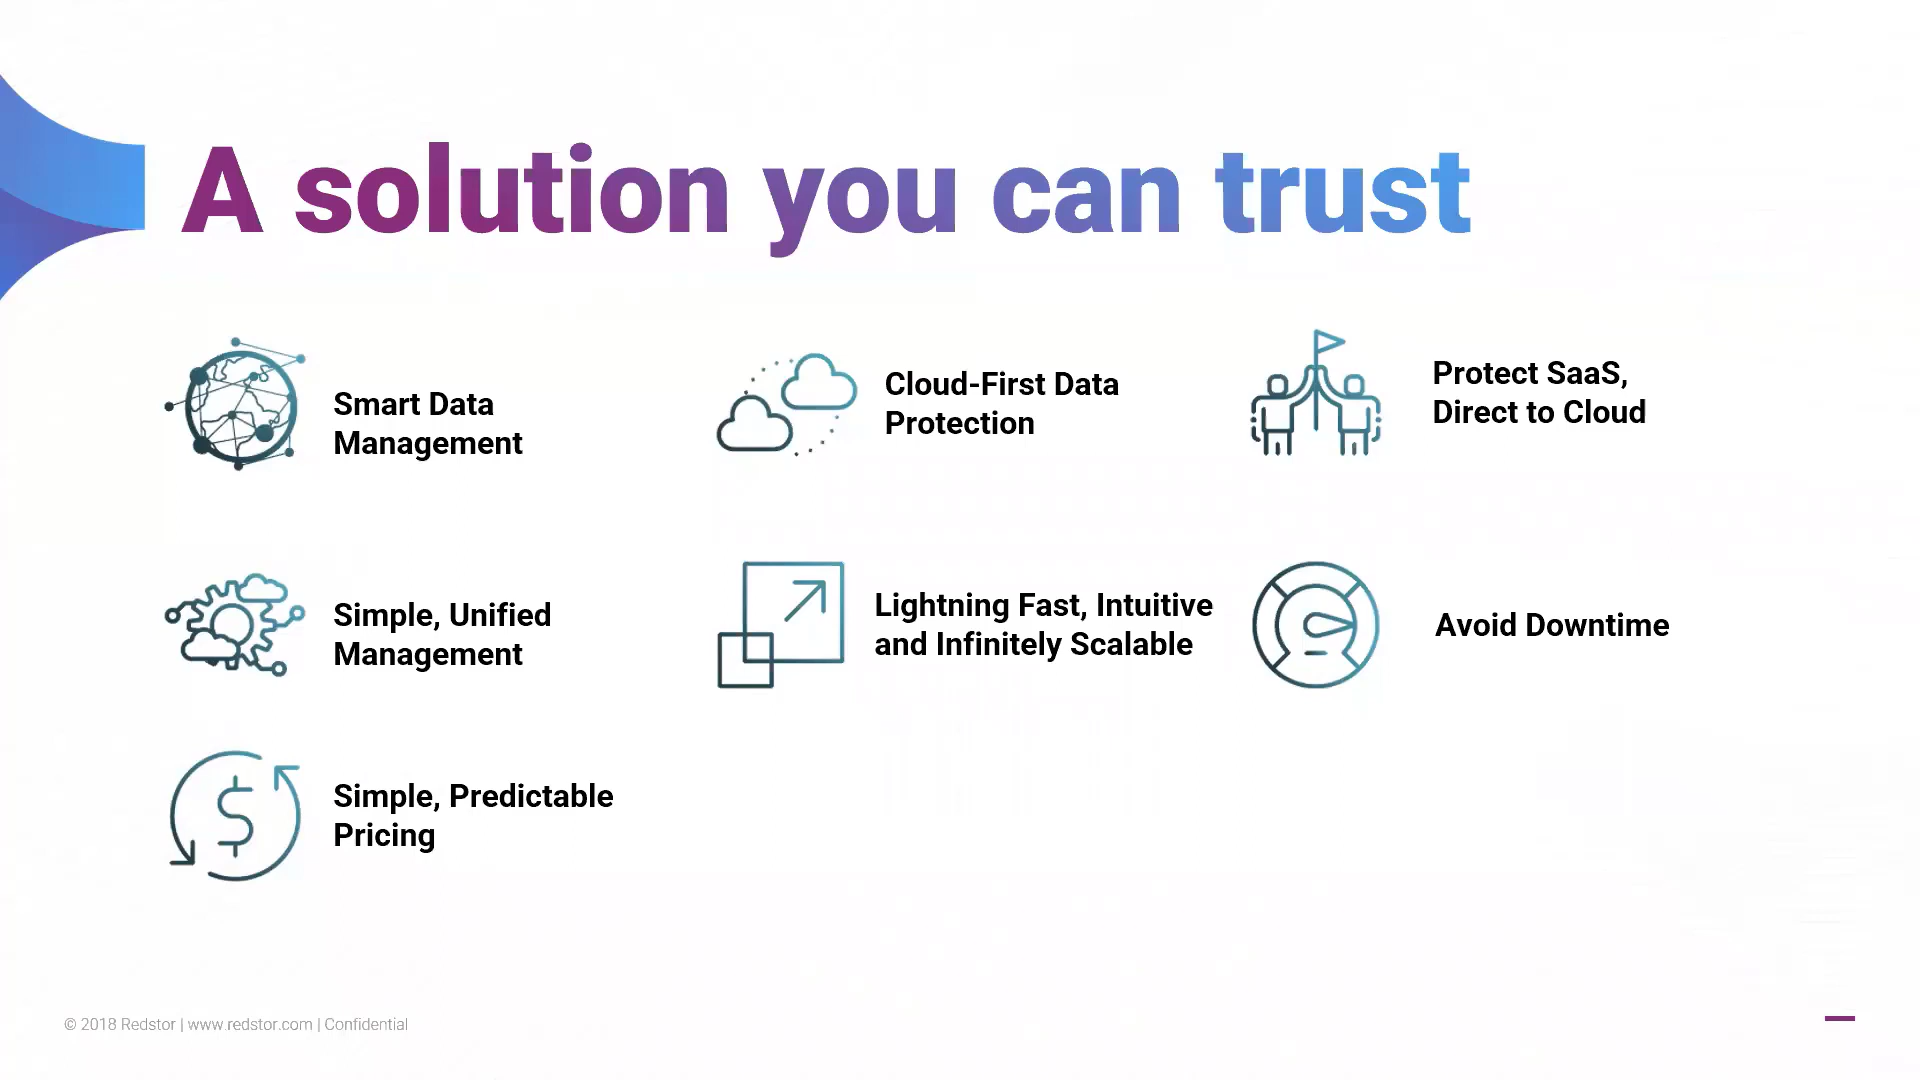 A solution you can trust
Smart Data
Management
Cloud-First Data
Protection
Protect SaaS,
Direct to Cloud
Simple, Unified
Management
Lightning Fast, Intuitive
and Infinitely Scalable
Avoid Downtime
Simple, Predictable
Pricing
© 2018 Redstor | www.redstor.com | Confidential